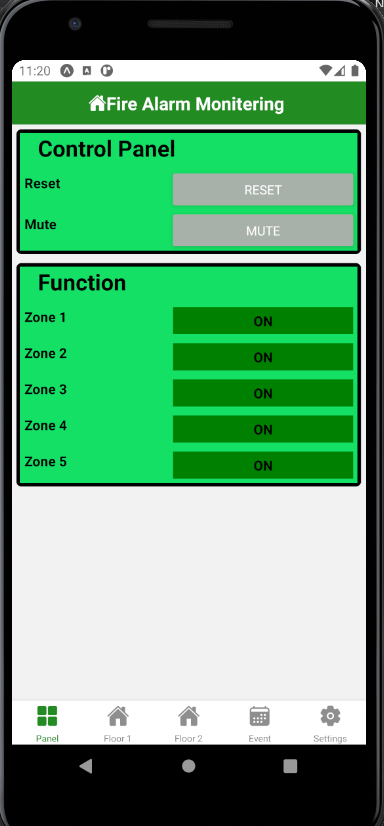 N
11:20
Fire Alarm Monitering
Control Panel
Reset RESET
Mute MUTE
Function
Zone 1 ON
Zone 2 ON
Zone 3 ON
Zone 4 ON
Zone 5 ON
Panel Floor 1 Floor 2 Event Settings